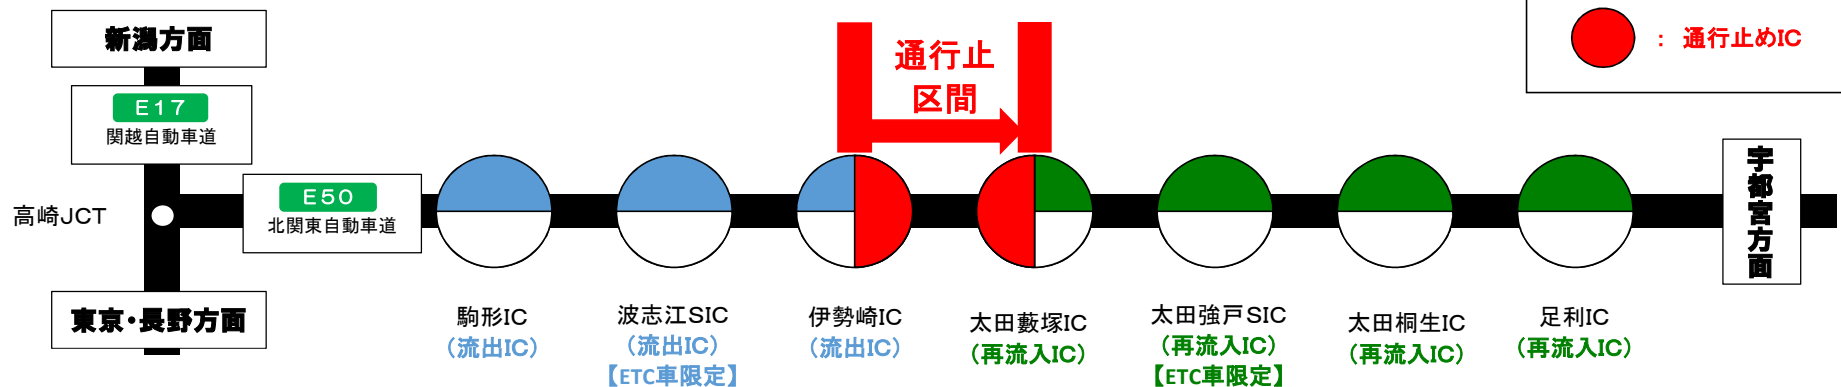 新潟方面
E17
関越自動車道
高崎JCT
東京・長野方面
E50
北関東自動車道
通行止
区間
： 通行止めIC
宇都宮方面
駒形IC
（流出IC）
波志江SIC
（流出IC）
【ETC車限定】
伊勢崎IC
（流出IC）
太田藪塚IC
（再流入IC）
太田強戸SIC
（再流入IC）
【ETC車限定】
太田桐生IC
（再流入IC）
足利IC
（再流入IC）